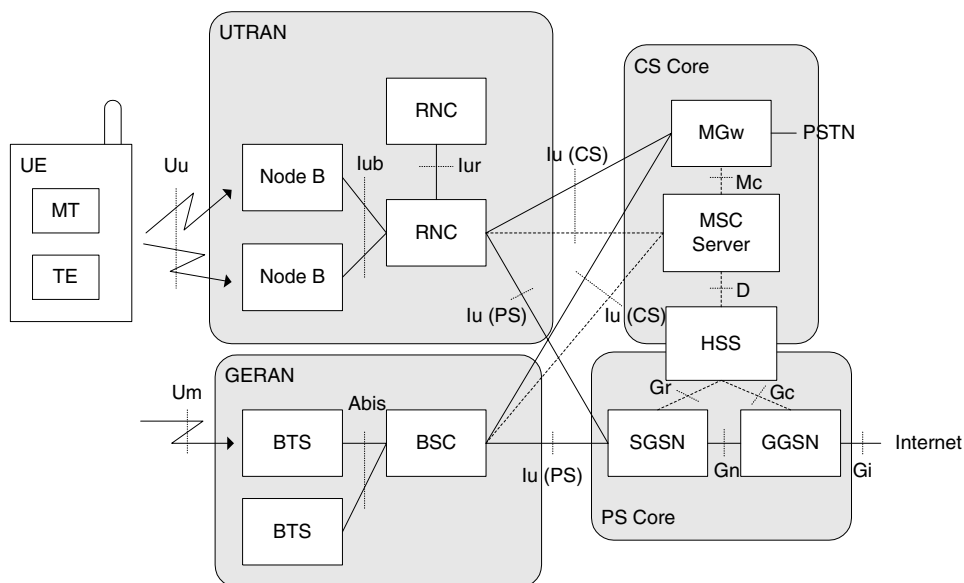 UTRAN
CS Core
RNC
MGw
PSTN
UE
Uu
Iub
Iur
Iu (CS)
Node B
Mc
MT
RNC
MSC
Server
TE
Node B
D
Iu (PS)
Iu (CS)
HSS
GERAN
Gr
Gc
Um
Abis
BTS
BSC
SGSN
GGSN
Internet
Iu (PS)
Gn
Gi
BTS
PS Core